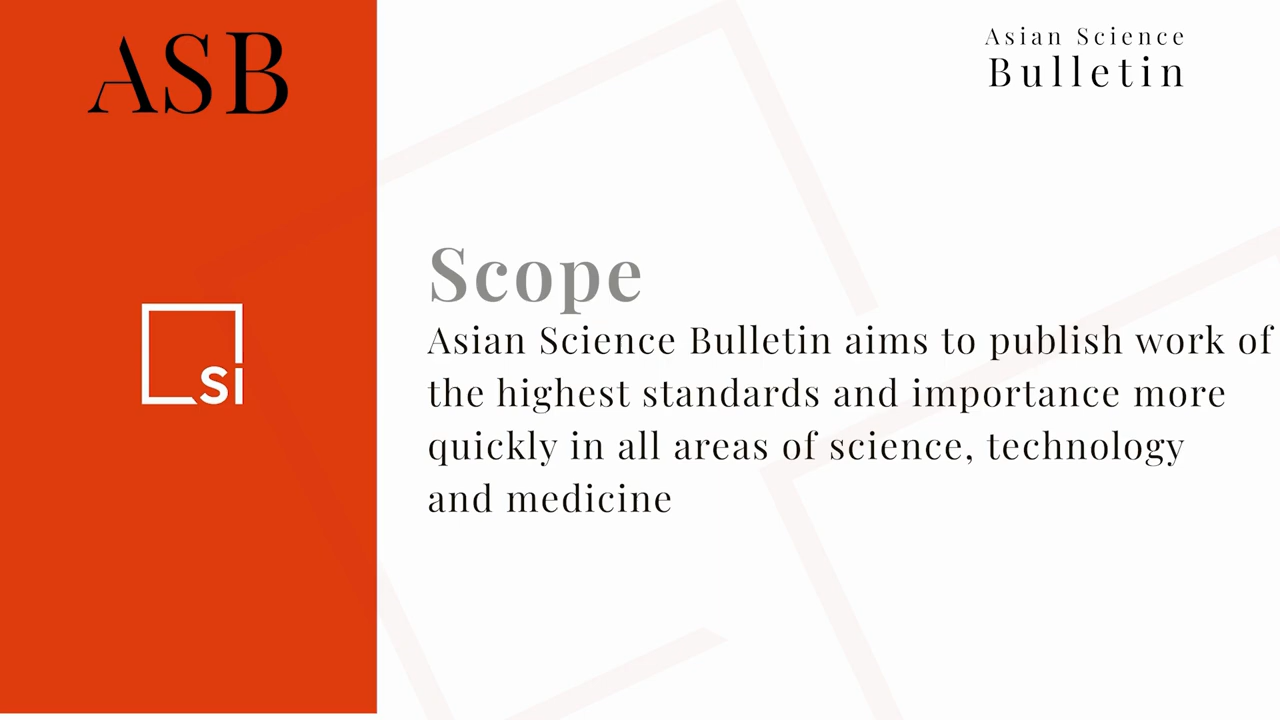 ASB
Asian Science
Bulletin
si
Scope
Asian Science Bulletin aims to publish work of
the highest standards and importance more
quickly in all areas of science, technology
and medicine